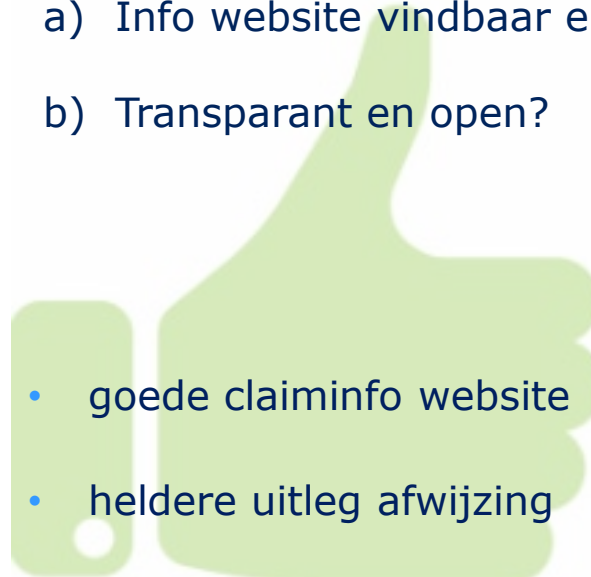 a) Info website vindbaar e
b) Transparant en open?
• goede claiminfo website
• heldere uitleg afwijzing